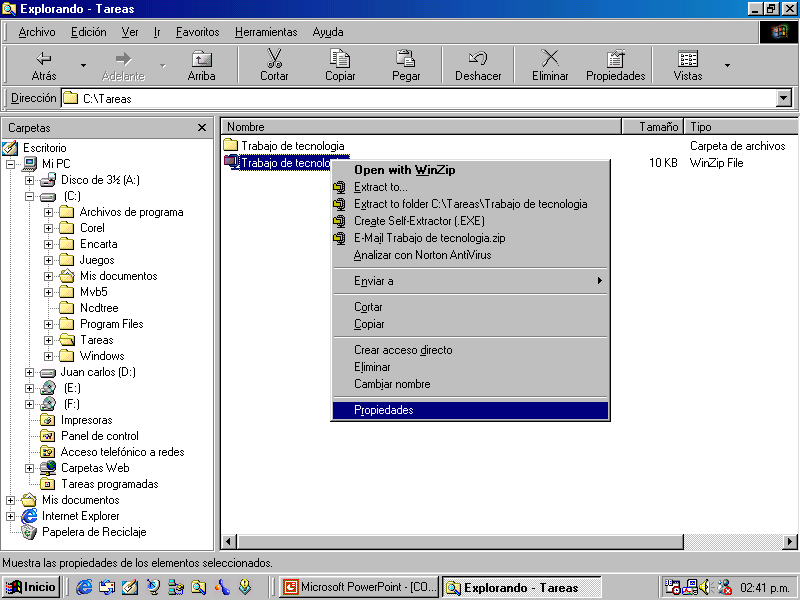 Explorando - Tareas
Archivo Edición Ver Ir Favoritos Herramientas Ayuda
Atrás Adelante Arriba Cortar Copiar Pegar Deshacer Eliminar Propiedades Vistas
Dirección C:\Tareas
Carpetas
Nombre Tamaño Tipo
Escritorio
Mi PC
Disco de 3½ (A:)
(C:)
Archivos de programa
Corel
Encarta
Juegos
Mis documentos
Mvb5
Ncdtree
Program Files
Tareas
Windows
Juan carlos (D:)
(E:)
(F:)
Impresoras
Panel de control
Acceso telefónico a redes
Carpetas Web
Tareas programadas
Mis documentos
Internet Explorer
Papelera de Reciclaje
Trabajo de tecnologia Carpeta de archivos
Trabajo de tecnolo 10 KB WinZip File
Open with WinZip
Extract to...
Extract to folder C:\Tareas\Trabajo de tecnologia
Create Self-Extractor (.EXE)
E-Mail Trabajo de tecnologia.zip
Analizar con Norton AntiVirus
Enviar a
Cortar
Copiar
Crear acceso directo
Eliminar
Cambiar nombre
Propiedades
Muestra las propiedades de los elementos seleccionados.
Inicio Microsoft PowerPoint - [CO... Explorando - Tareas 02:41 p.m.